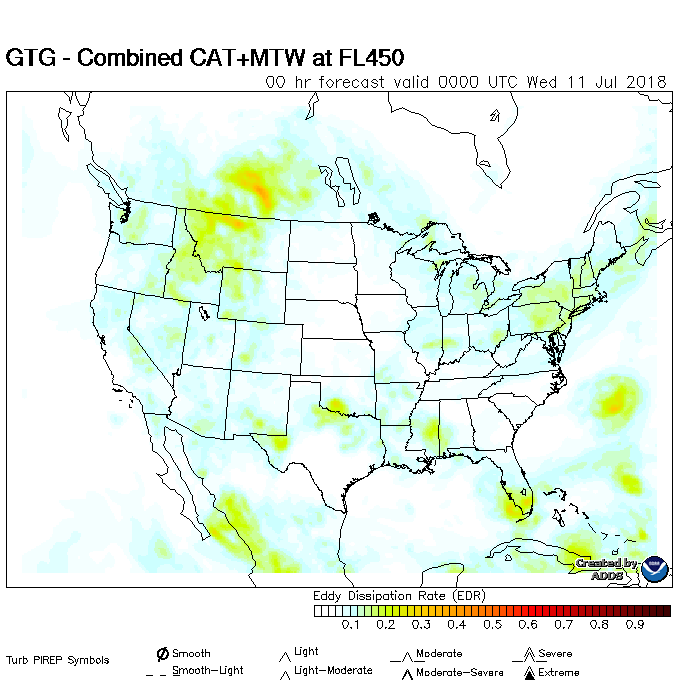 GTG - Combined CAT+MTW at FL450
00 hr forecast valid 0000 UTC Wed 11 Jul 2018
Created by
ADDS
Eddy Dissipation Rate (EDR)
0.1 0.2 0.3 0.4 0.5 0.6 0.7 0.8 0.9
Turb PIREP Symbols
Smooth Light Moderate Severe
Smooth-Light Light-Moderate Moderate-Severe Extreme